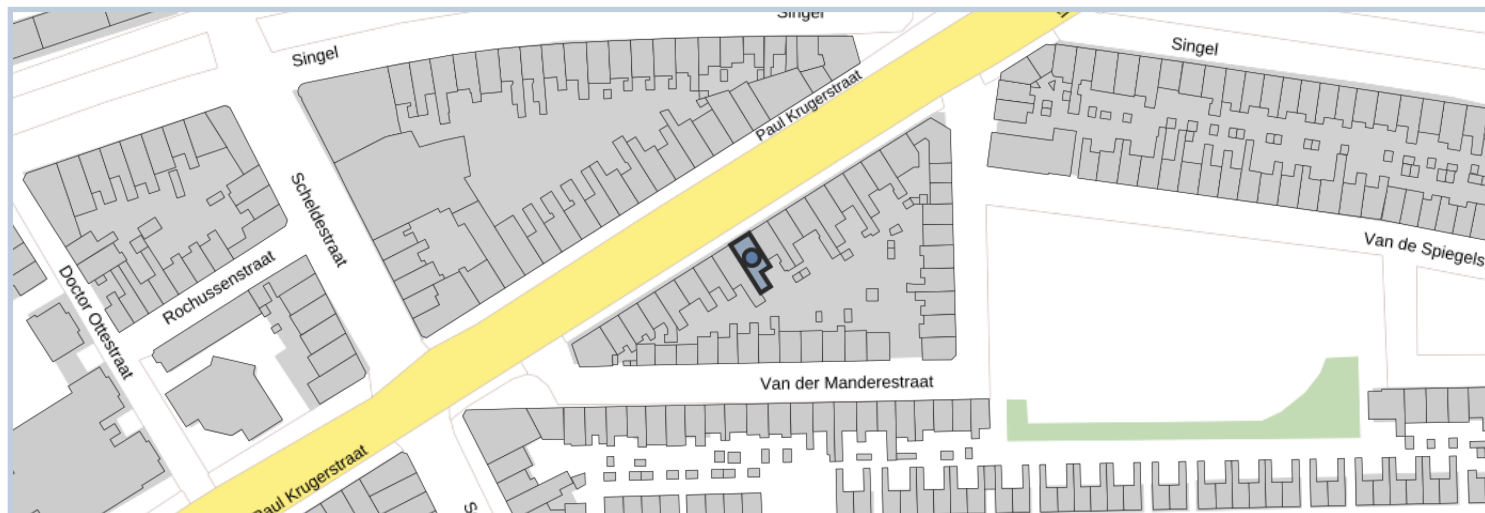 Singel
Singel
Singel
Paul Krugerstraat
Scheldestraat
Van de Spiegels
Rochussenstraat
Doctor Ottestraat
Van der Manderestraat
Paul Krugerstraat
S